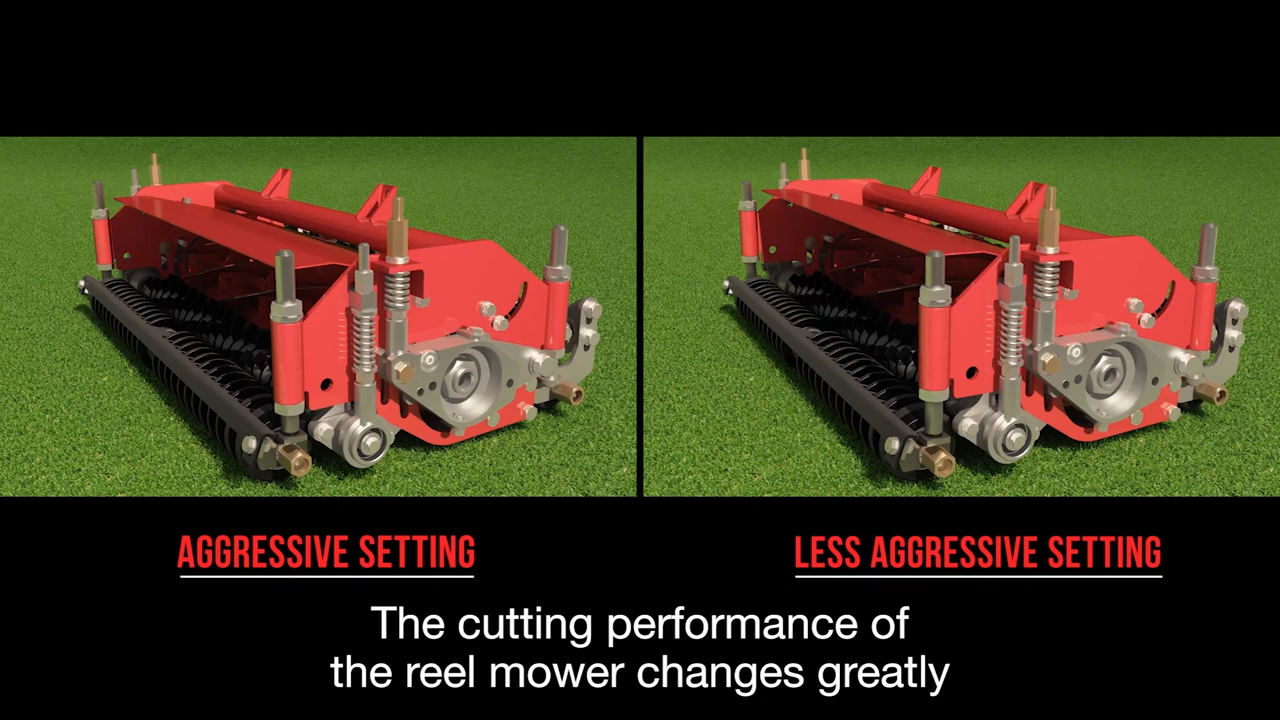 AGGRESSIVE SETTING
LESS AGGRESSIVE SETTING
The cutting performance of
the reel mower changes greatly